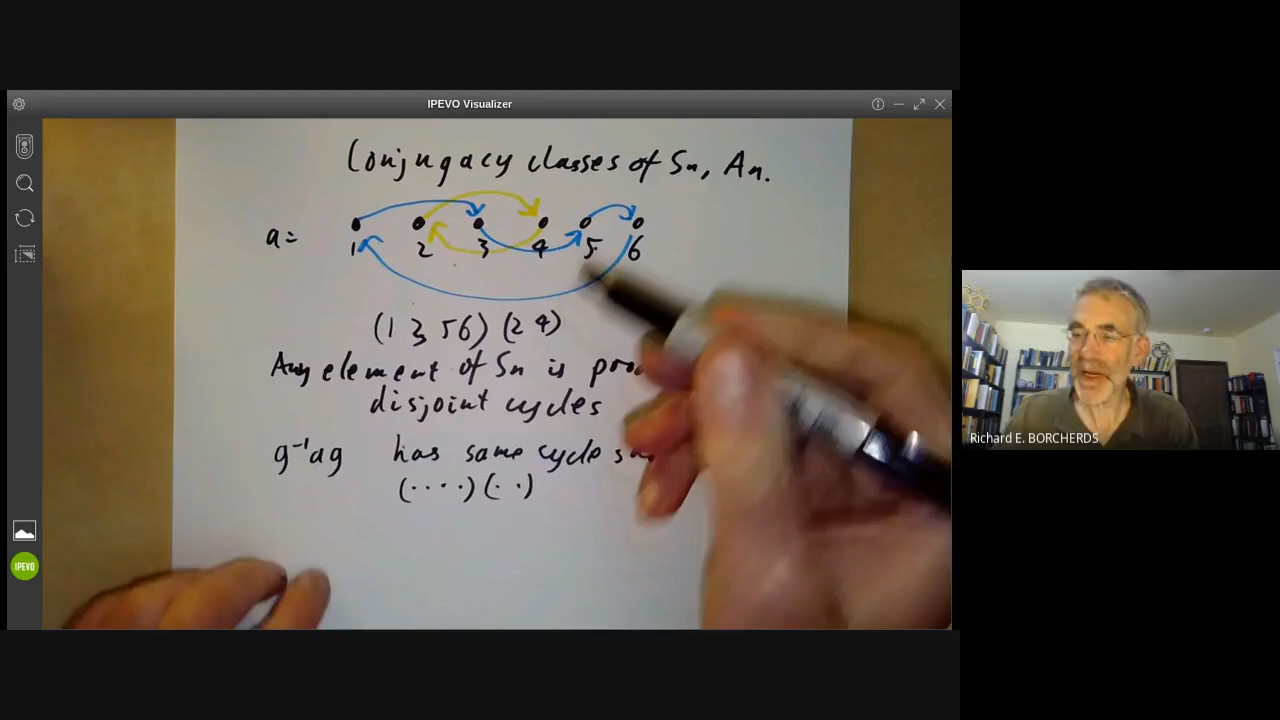 IPEVO Visualizer
Conjugacy classes of Sn, An.
a=
1 2 3 4 5 6
(1 3 5 6) (2 4)
Any element of Sn is
disjoint cycles
g⁻¹ag has same cycle
(· · · ·) (· ·)
IPEVO
Richard E. BORCHERDS